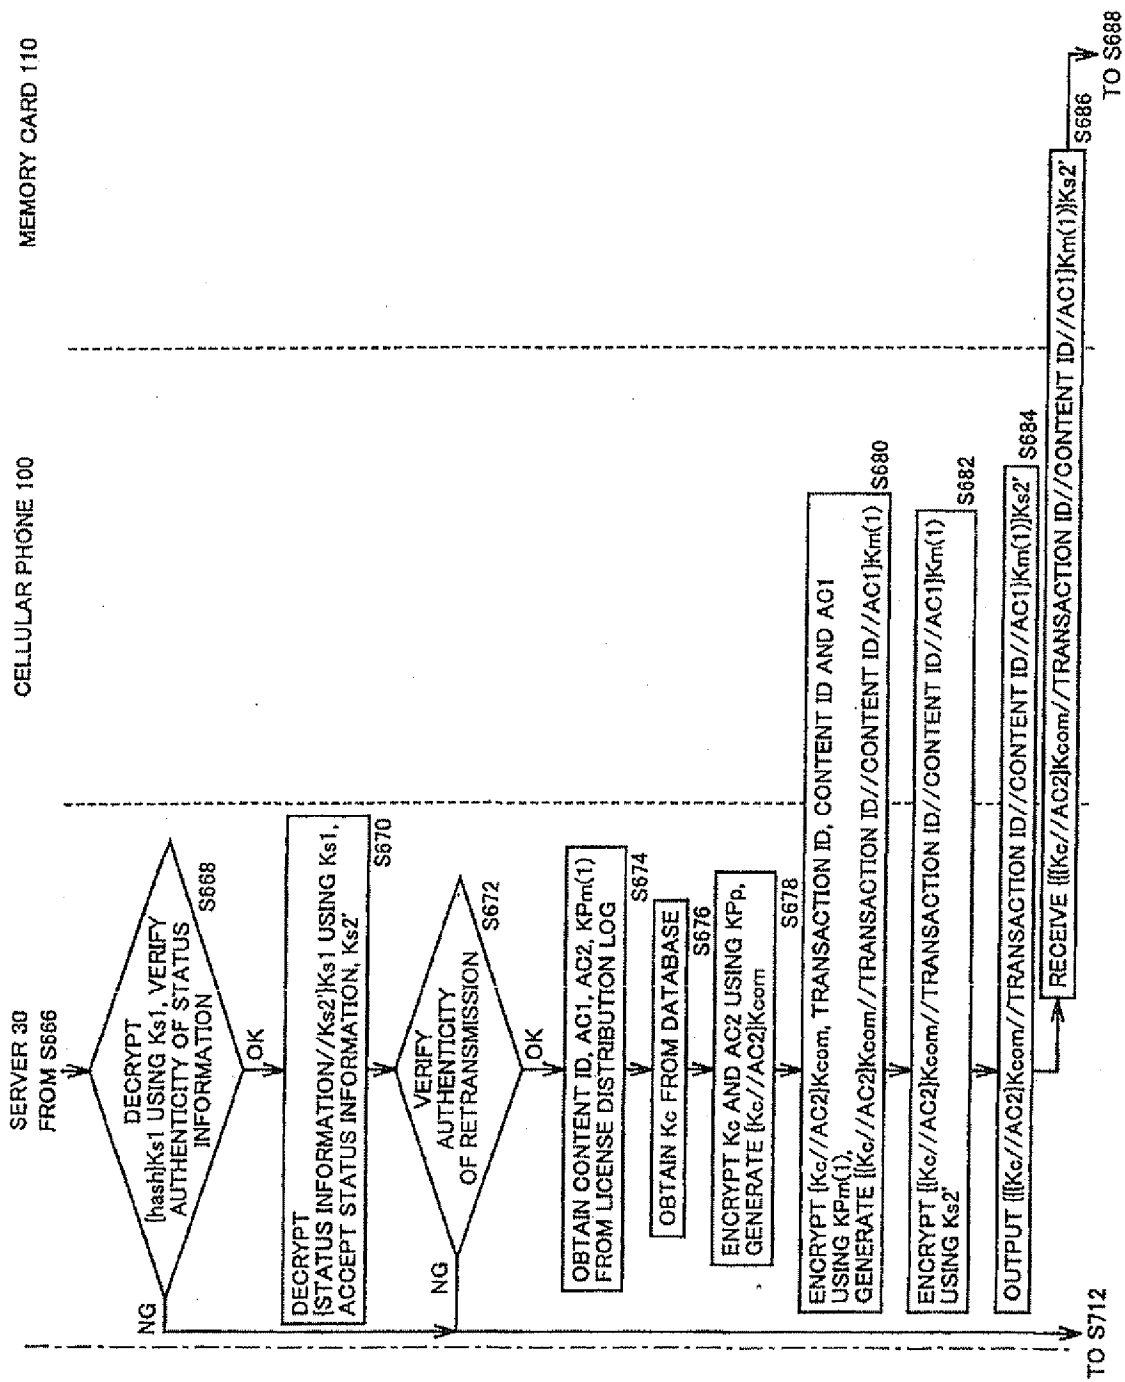 SERVER 30
CELLULAR PHONE 100
MEMORY CARD 110
FROM S666
DECRYPT
{hash}Ks1 USING Ks1, VERIFY
AUTHENTICITY OF STATUS
INFORMATION
S668
NG
OK
DECRYPT
{STATUS INFORMATION//Ks2'}Ks1 USING Ks1,
ACCEPT STATUS INFORMATION, Ks2'
S670
VERIFY
AUTHENTICITY
OF RETRANSMISSION
S672
NG
OK
OBTAIN CONTENT ID, AC1, AC2, KPm(1)
FROM LICENSE DISTRIBUTION LOG
S674
OBTAIN Kc FROM DATABASE
S676
ENCRYPT Kc AND AC2 USING KPp,
GENERATE {Kc//AC2}Kcom
S678
ENCRYPT {Kc//AC2}Kcom, TRANSACTION ID, CONTENT ID AND AC1
USING KPm(1),
GENERATE {{Kc//AC2}Kcom//TRANSACTION ID//CONTENT ID//AC1}Km(1)
S680
ENCRYPT {{Kc//AC2}Kcom//TRANSACTION ID//CONTENT ID//AC1}Km(1)
USING Ks2'
S682
OUTPUT {{{Kc//AC2}Kcom//TRANSACTION ID//CONTENT ID//AC1}Km(1)}Ks2'
S684
RECEIVE {{{Kc//AC2}Kcom//TRANSACTION ID//CONTENT ID//AC1}Km(1)}Ks2'
S686
TO S712
TO S688